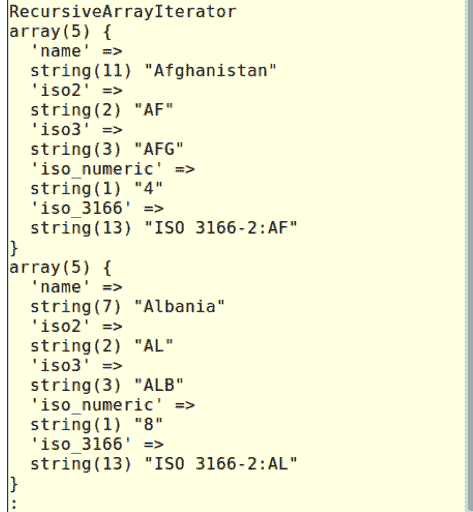 RecursiveArrayIterator
array(5) {
  'name' =>
  string(11) "Afghanistan"
  'iso2' =>
  string(2) "AF"
  'iso3' =>
  string(3) "AFG"
  'iso_numeric' =>
  string(1) "4"
  'iso_3166' =>
  string(13) "ISO 3166-2:AF"
}
array(5) {
  'name' =>
  string(7) "Albania"
  'iso2' =>
  string(2) "AL"
  'iso3' =>
  string(3) "ALB"
  'iso_numeric' =>
  string(1) "8"
  'iso_3166' =>
  string(13) "ISO 3166-2:AL"
}
: